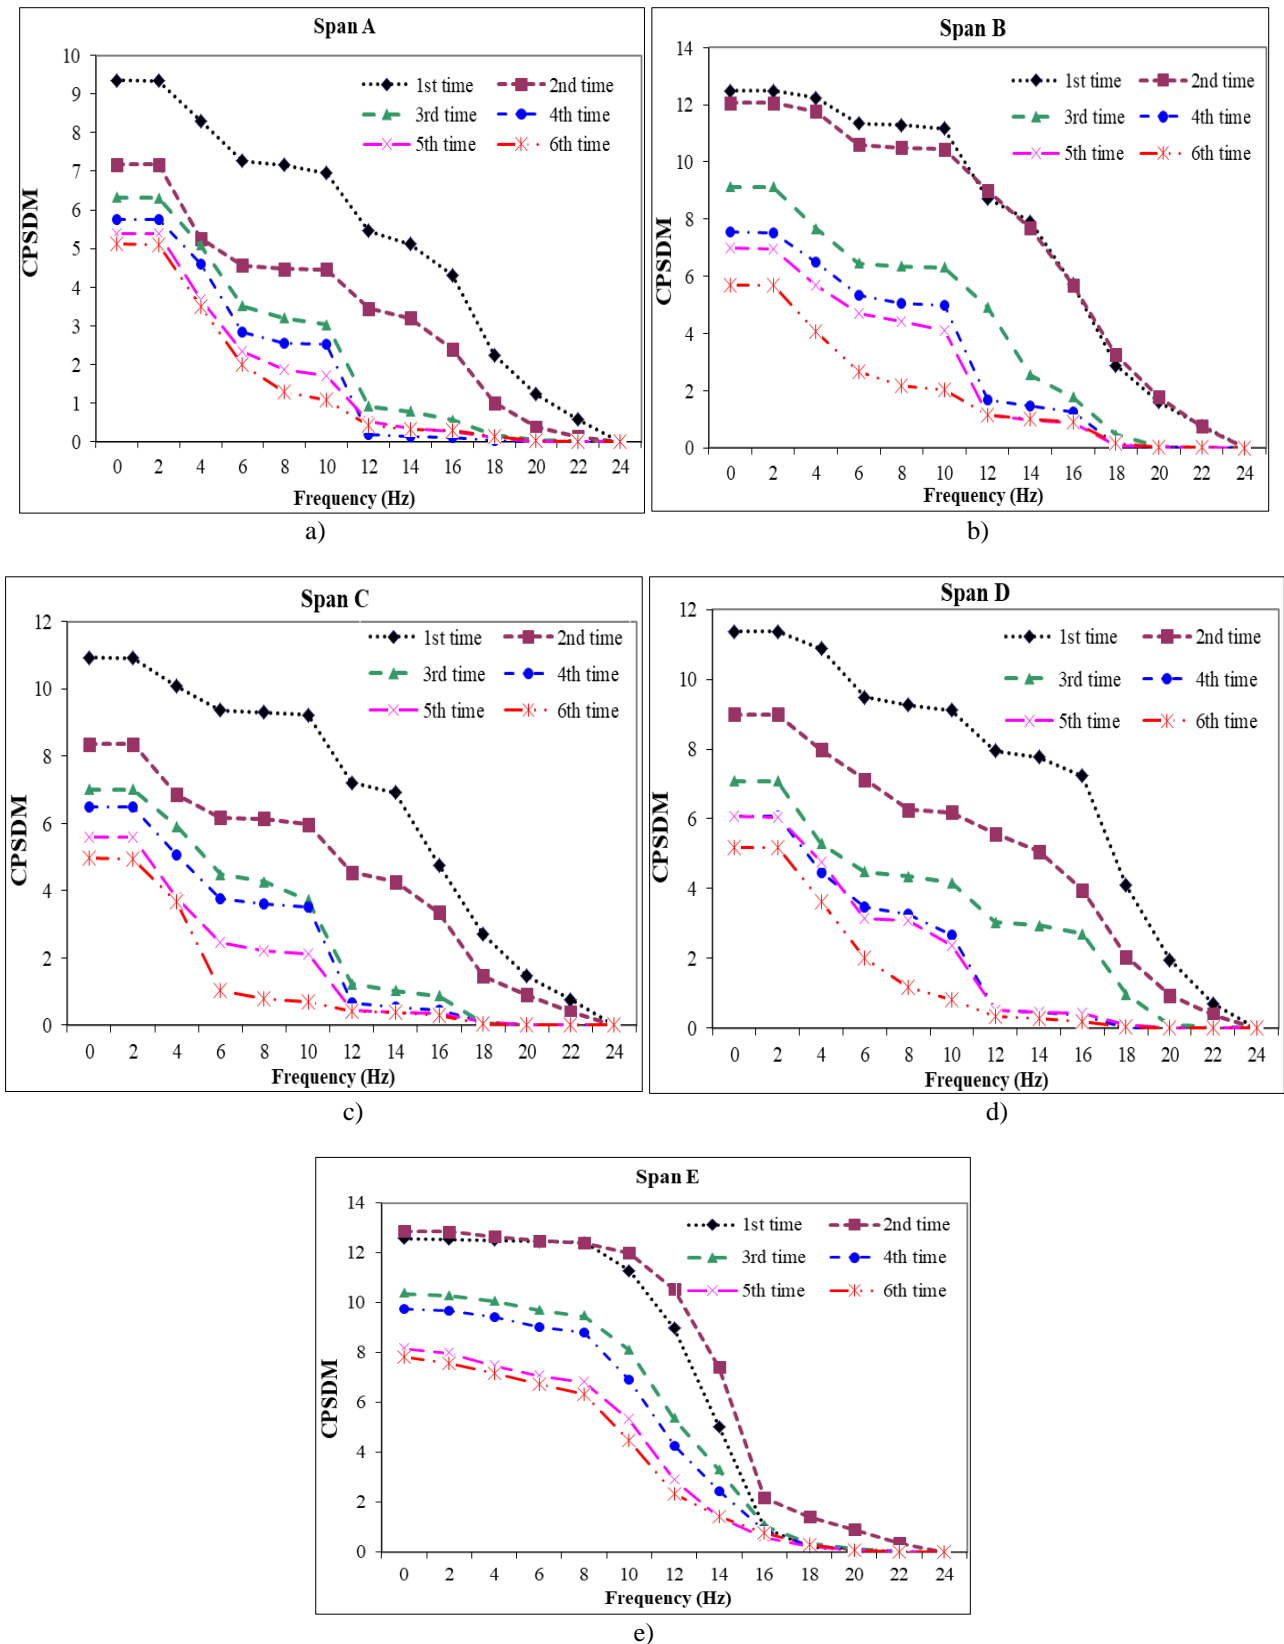 Span A
10
9
8
7
6
5
4
3
2
1
0
CPSDM
1st time 2nd time
3rd time 4th time
5th time 6th time
0 2 4 6 8 10 12 14 16 18 20 22 24
Frequency (Hz)
a)
Span B
14
12
10
8
6
4
2
0
CPSDM
1st time 2nd time
3rd time 4th time
5th time 6th time
0 2 4 6 8 10 12 14 16 18 20 22 24
Frequency (Hz)
b)
Span C
12
10
8
6
4
2
0
CPSDM
1st time 2nd time
3rd time 4th time
5th time 6th time
0 2 4 6 8 10 12 14 16 18 20 22 24
Frequency (Hz)
c)
Span D
12
10
8
6
4
2
0
CPSDM
1st time 2nd time
3rd time 4th time
5th time 6th time
0 2 4 6 8 10 12 14 16 18 20 22 24
Frequency (Hz)
d)
Span E
14
12
10
8
6
4
2
0
CPSDM
1st time 2nd time
3rd time 4th time
5th time 6th time
0 2 4 6 8 10 12 14 16 18 20 22 24
Frequency (Hz)
e)